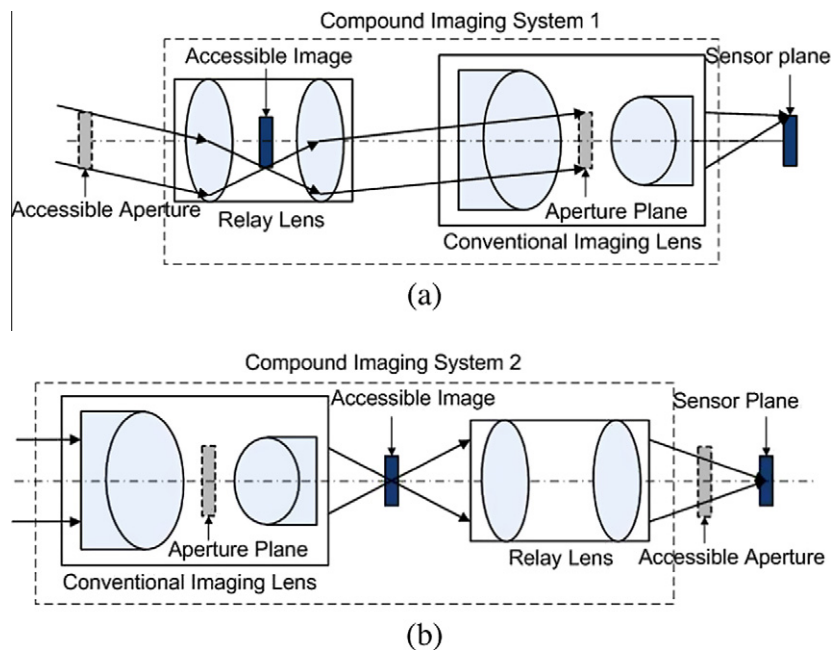 Compound Imaging System 1
Accessible Image
Sensor plane
Accessible Aperture
Relay Lens
Aperture Plane
Conventional Imaging Lens
(a)
Compound Imaging System 2
Accessible Image
Sensor Plane
Aperture Plane
Relay Lens
Accessible Aperture
Conventional Imaging Lens
(b)